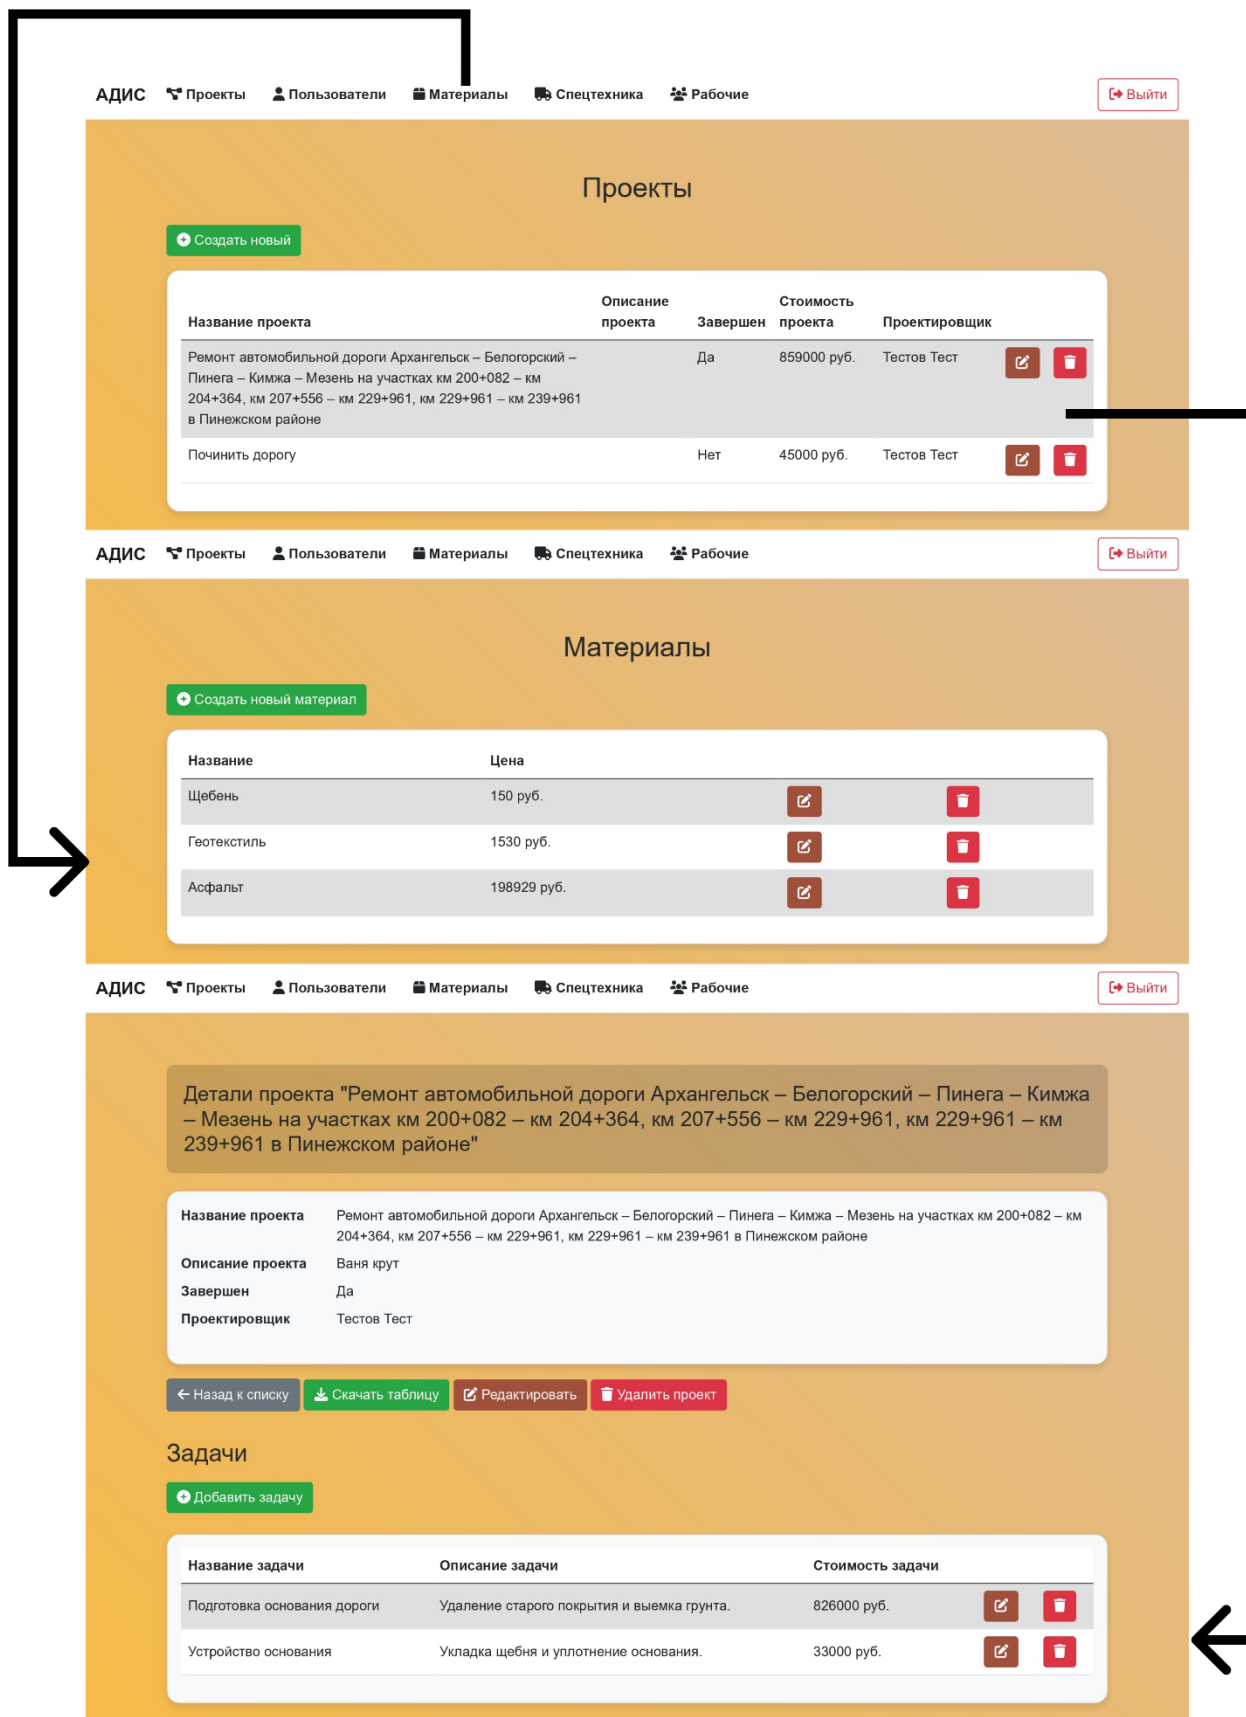 АДИС Проекты Пользователи Материалы Спецтехника Рабочие Выйти
Проекты
Создать новый
Название проекта Описание проекта Завершен Стоимость проекта Проектировщик
Ремонт автомобильной дороги Архангельск – Белогорский – Да 859000 руб. Тестов Тест
Пинега – Кимжа – Мезень на участках км 200+082 – км
204+364, км 207+556 – км 229+961, км 229+961 – км 239+961
в Пинежском районе
Починить дорогу Нет 45000 руб. Тестов Тест
АДИС Проекты Пользователи Материалы Спецтехника Рабочие Выйти
Материалы
Создать новый материал
Название Цена
Щебень 150 руб.
Геотекстиль 1530 руб.
Асфальт 198929 руб.
АДИС Проекты Пользователи Материалы Спецтехника Рабочие Выйти
Детали проекта "Ремонт автомобильной дороги Архангельск – Белогорский – Пинега – Кимжа
– Мезень на участках км 200+082 – км 204+364, км 207+556 – км 229+961, км 229+961 – км
239+961 в Пинежском районе"
Название проекта Ремонт автомобильной дороги Архангельск – Белогорский – Пинега – Кимжа – Мезень на участках км 200+082 – км
204+364, км 207+556 – км 229+961, км 229+961 – км 239+961 в Пинежском районе
Описание проекта Ваня крут
Завершен Да
Проектировщик Тестов Тест
Назад к списку Скачать таблицу Редактировать Удалить проект
Задачи
Добавить задачу
Название задачи Описание задачи Стоимость задачи
Подготовка основания дороги Удаление старого покрытия и выемка грунта. 826000 руб.
Устройство основания Укладка щебня и уплотнение основания. 33000 руб.